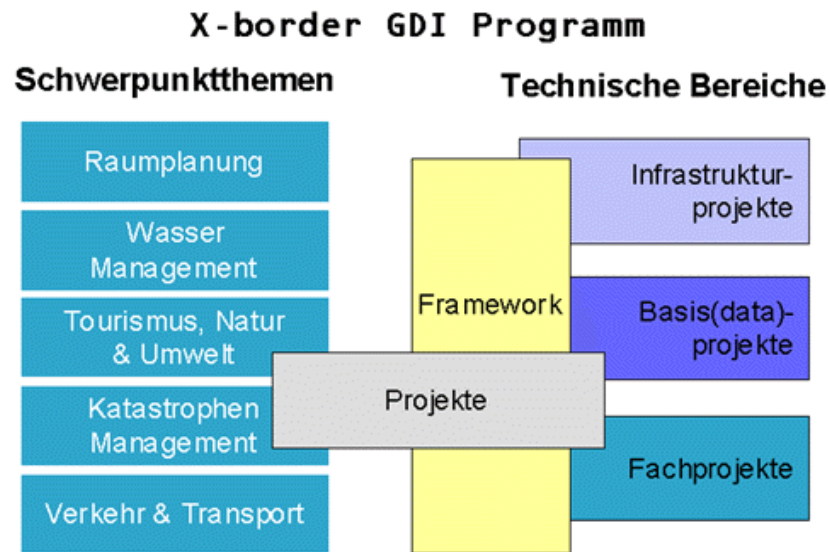 X-border GDI Programm
Schwerpunktthemen
Raumplanung
Wasser
Management
Tourismus, Natur
& Umwelt
Katastrophen
Management
Verkehr & Transport
Framework
Projekte
Technische Bereiche
Infrastruktur-
projekte
Basis(data)-
projekte
Fachprojekte